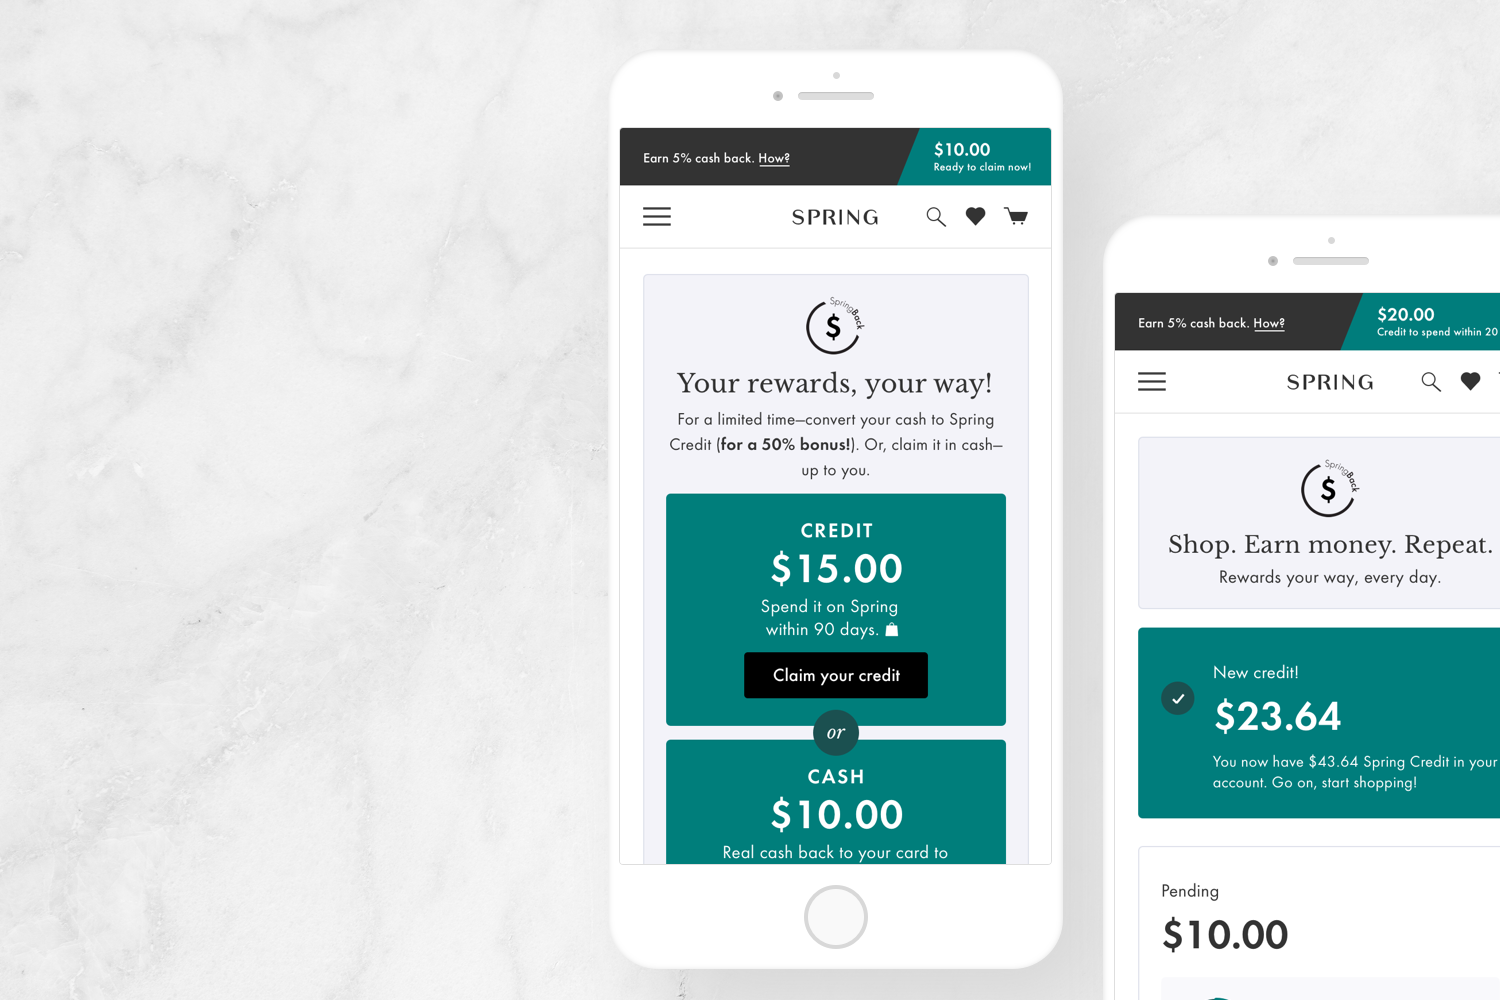 Earn 5% cash back. How?
$10.00
Ready to claim now!
SPRING
SpringBack
$
Your rewards, your way!
For a limited time—convert your cash to Spring
Credit (for a 50% bonus!). Or, claim it in cash—
up to you.
CREDIT
$15.00
Spend it on Spring
within 90 days.
Claim your credit
or
CASH
$10.00
Real cash back to your card to
Earn 5% cash back. How?
$20.00
Credit to spend within 20
SPRING
SpringBack
$
Shop. Earn money. Repeat.
Rewards your way, every day.
New credit!
$23.64
You now have $43.64 Spring Credit in your
account. Go on, start shopping!
Pending
$10.00